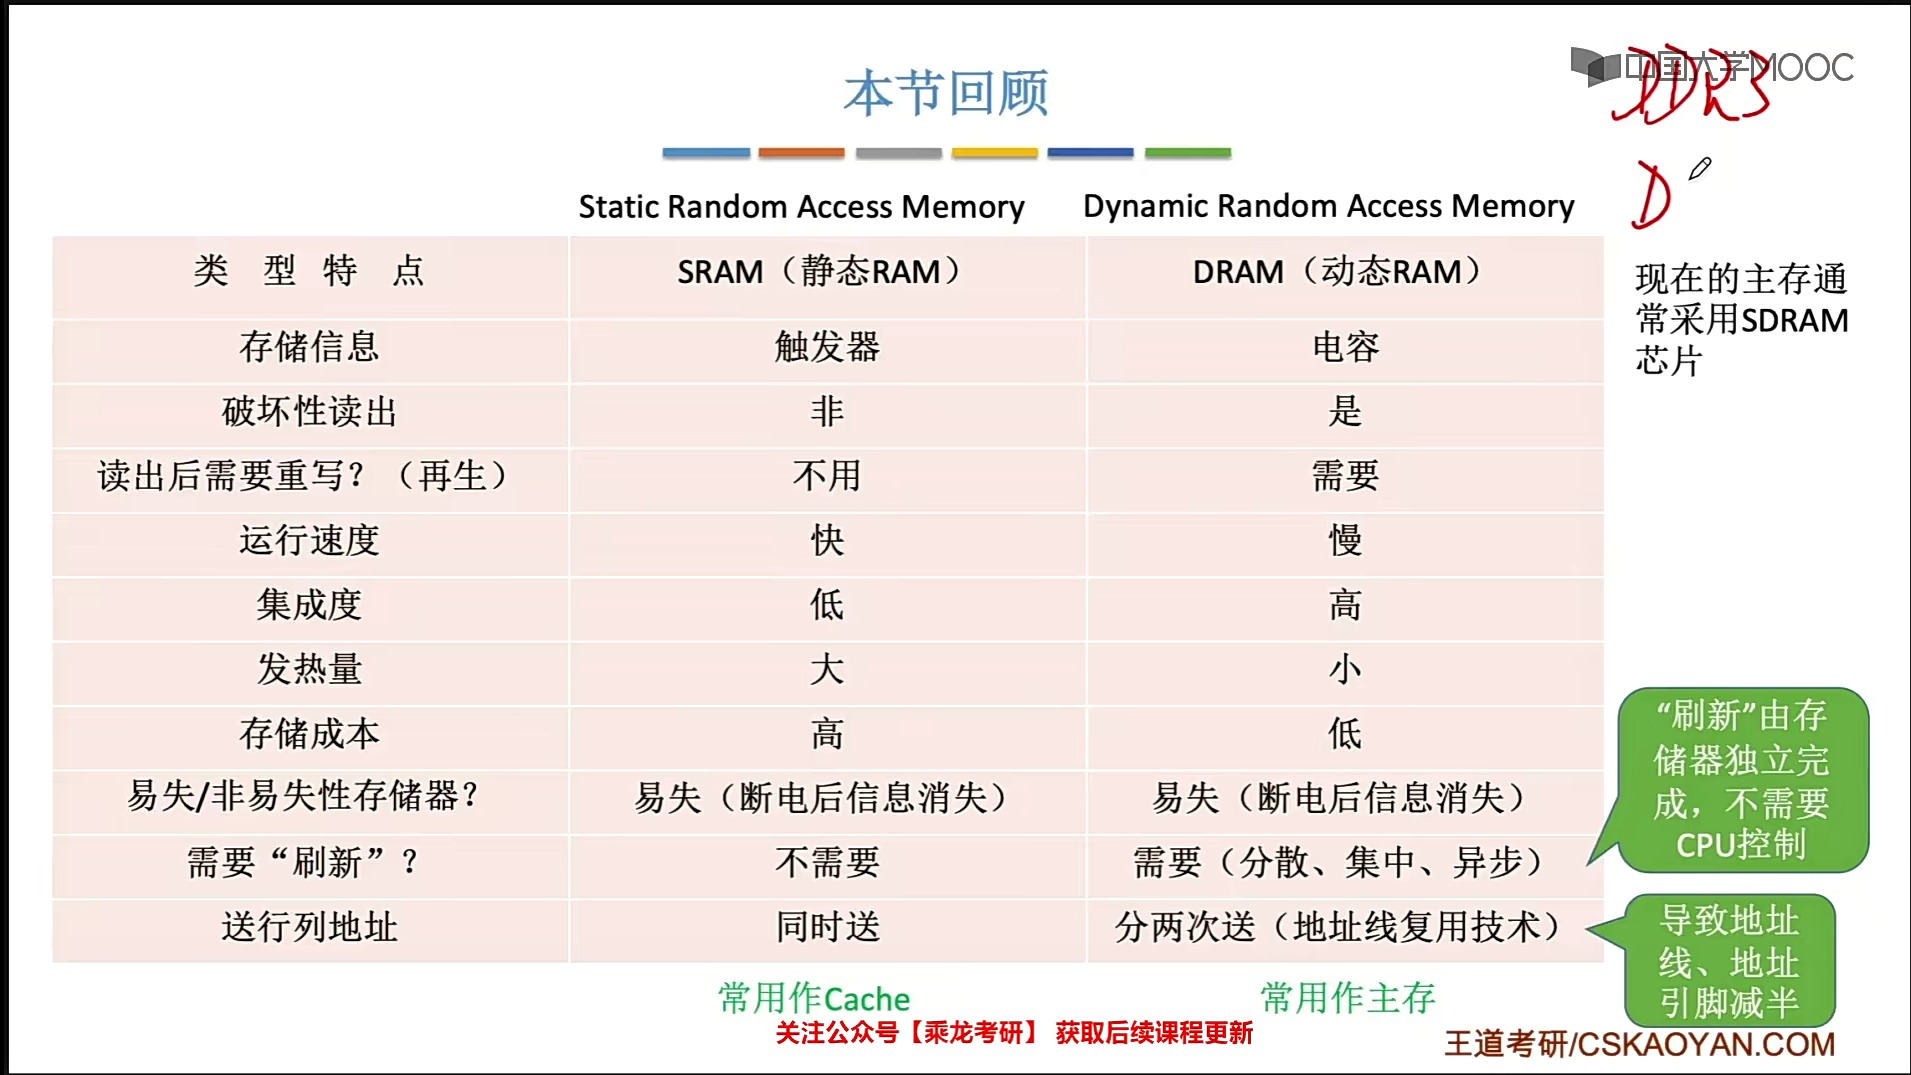 本节回顾
中国大学MOOC
DDR3
D
Static Random Access Memory
Dynamic Random Access Memory
类 型 特 点
SRAM（静态RAM）
DRAM（动态RAM）
现在的主存通
常采用SDRAM
芯片
存储信息
触发器
电容
破坏性读出
非
是
读出后需要重写？（再生）
不用
需要
运行速度
快
慢
集成度
低
高
发热量
大
小
存储成本
高
低
易失/非易失性存储器？
易失（断电后信息消失）
易失（断电后信息消失）
需要“刷新”？
不需要
需要（分散、集中、异步）
“刷新”由存
储器独立完
成，不需要
CPU控制
送行列地址
同时送
分两次送（地址线复用技术）
导致地址
线、地址
引脚减半
常用作Cache
常用作主存
关注公众号【乘龙考研】 获取后续课程更新
王道考研/CSKAOYAN.COM